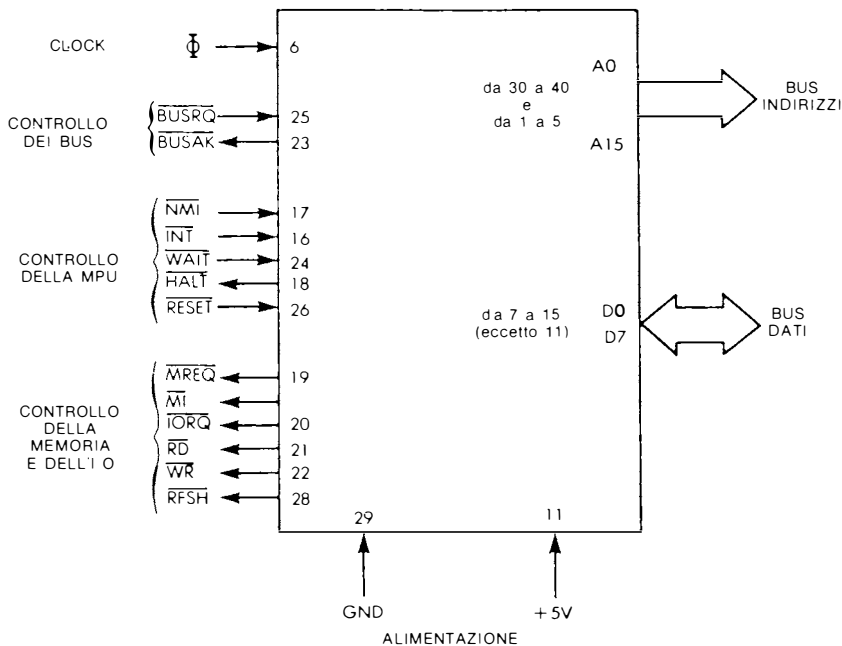 CLOCK Φ 6
CONTROLLO
DEI BUS
BUSRQ 25
BUSAK 23
CONTROLLO
DELLA MPU
NMI 17
INT 16
WAIT 24
HALT 18
RESET 26
CONTROLLO
DELLA
MEMORIA
E DELL'I O
MREQ 19
MI
IORQ 20
RD 21
WR 22
RFSH 28
da 30 a 40
e
da 1 a 5
A0
A15
BUS
INDIRIZZI
da 7 a 15
(eccetto 11)
D0
D7
BUS
DATI
29 11
GND +5V
ALIMENTAZIONE